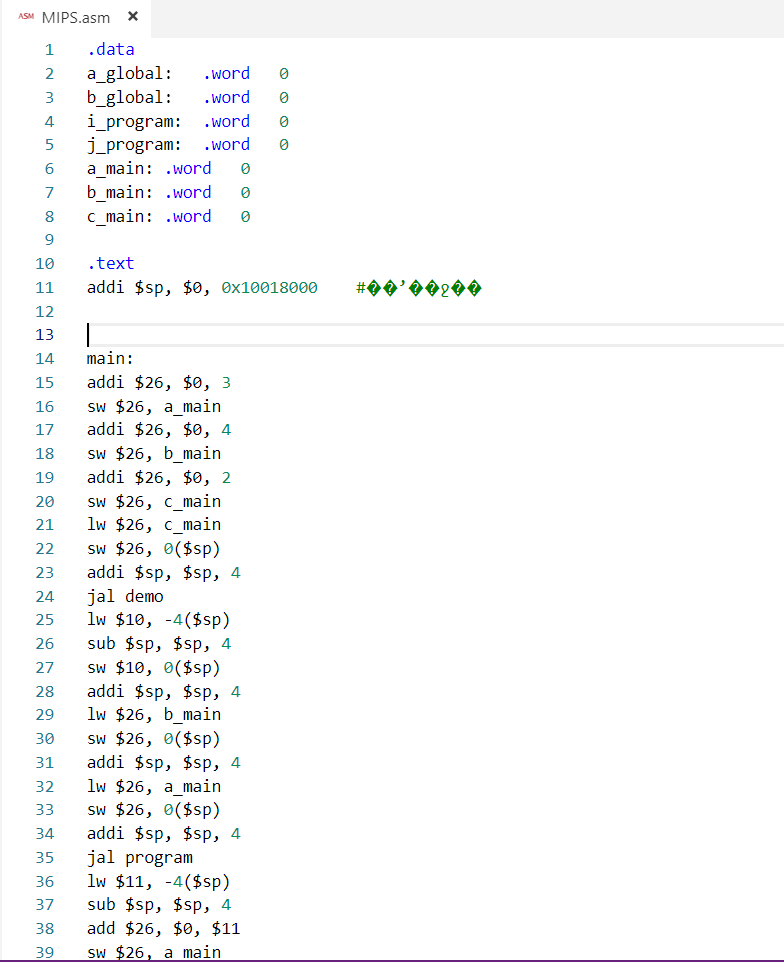 ASM MIPS.asm ×
1 .data
2 a_global: .word 0
3 b_global: .word 0
4 i_program: .word 0
5 j_program: .word 0
6 a_main: .word 0
7 b_main: .word 0
8 c_main: .word 0
9
10 .text
11 addi $sp, $0, 0x10018000 #��ʼ��ջ��
12
13
14 main:
15 addi $26, $0, 3
16 sw $26, a_main
17 addi $26, $0, 4
18 sw $26, b_main
19 addi $26, $0, 2
20 sw $26, c_main
21 lw $26, c_main
22 sw $26, 0($sp)
23 addi $sp, $sp, 4
24 jal demo
25 lw $10, -4($sp)
26 sub $sp, $sp, 4
27 sw $10, 0($sp)
28 addi $sp, $sp, 4
29 lw $26, b_main
30 sw $26, 0($sp)
31 addi $sp, $sp, 4
32 lw $26, a_main
33 sw $26, 0($sp)
34 addi $sp, $sp, 4
35 jal program
36 lw $11, -4($sp)
37 sub $sp, $sp, 4
38 add $26, $0, $11
39 sw $26, a_main